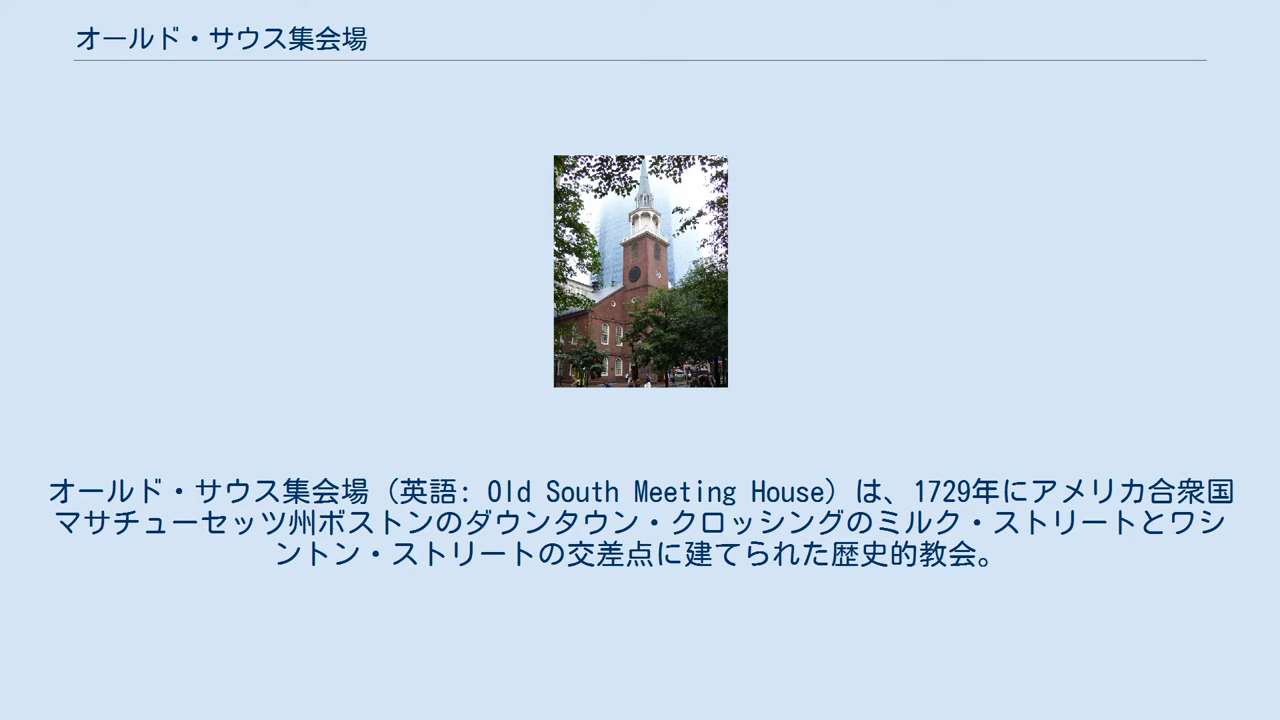 オールド・サウス集会場
オールド・サウス集会場（英語: Old South Meeting House）は、1729年にアメリカ合衆国
マサチューセッツ州ボストンのダウンタウン・クロッシングのミルク・ストリートとワシ
ントン・ストリートの交差点に建てられた歴史的教会。